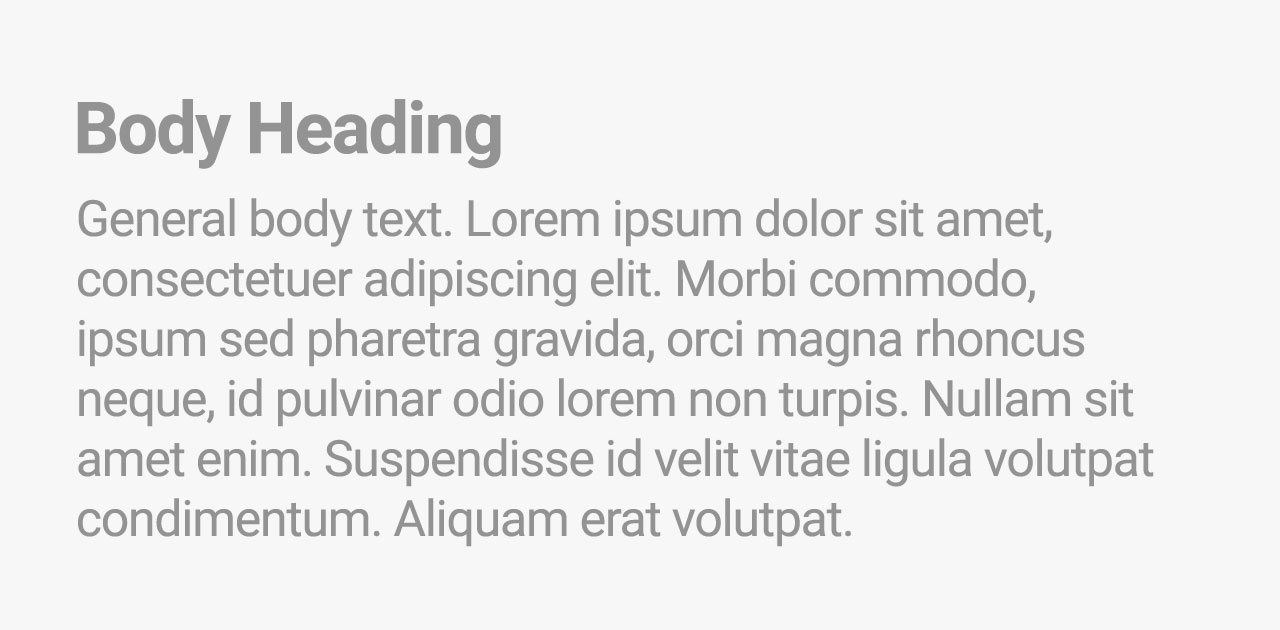 Body Heading
General body text. Lorem ipsum dolor sit amet,
consectetuer adipiscing elit. Morbi commodo,
ipsum sed pharetra gravida, orci magna rhoncus
neque, id pulvinar odio lorem non turpis. Nullam sit
amet enim. Suspendisse id velit vitae ligula volutpat
condimentum. Aliquam erat volutpat.